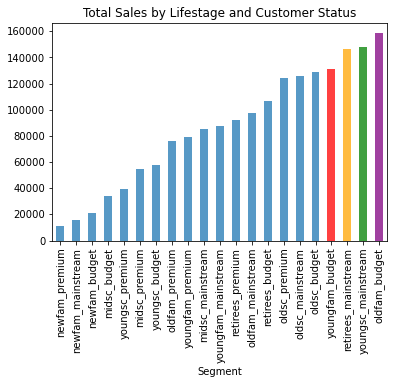 Total Sales by Lifestage and Customer Status
160000
140000
120000
100000
80000
60000
40000
20000
0
newfam_premium
newfam_mainstream
newfam_budget
midsc_budget
youngsc_premium
midsc_premium
youngsc_budget
oldfam_premium
youngfam_premium
midsc_mainstream
youngfam_mainstream
retirees_premium
oldfam_mainstream
retirees_budget
oldsc_premium
oldsc_mainstream
oldsc_budget
youngfam_budget
retirees_mainstream
youngsc_mainstream
oldfam_budget
Segment